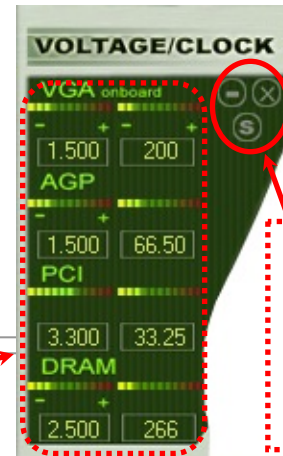 VOLTAGE/CLOCK
VGA onboard
- + - +
1.500 200
AGP
- +
1.500 66.50
PCI
3.300 33.25
DRAM
- +
2.500 266
S